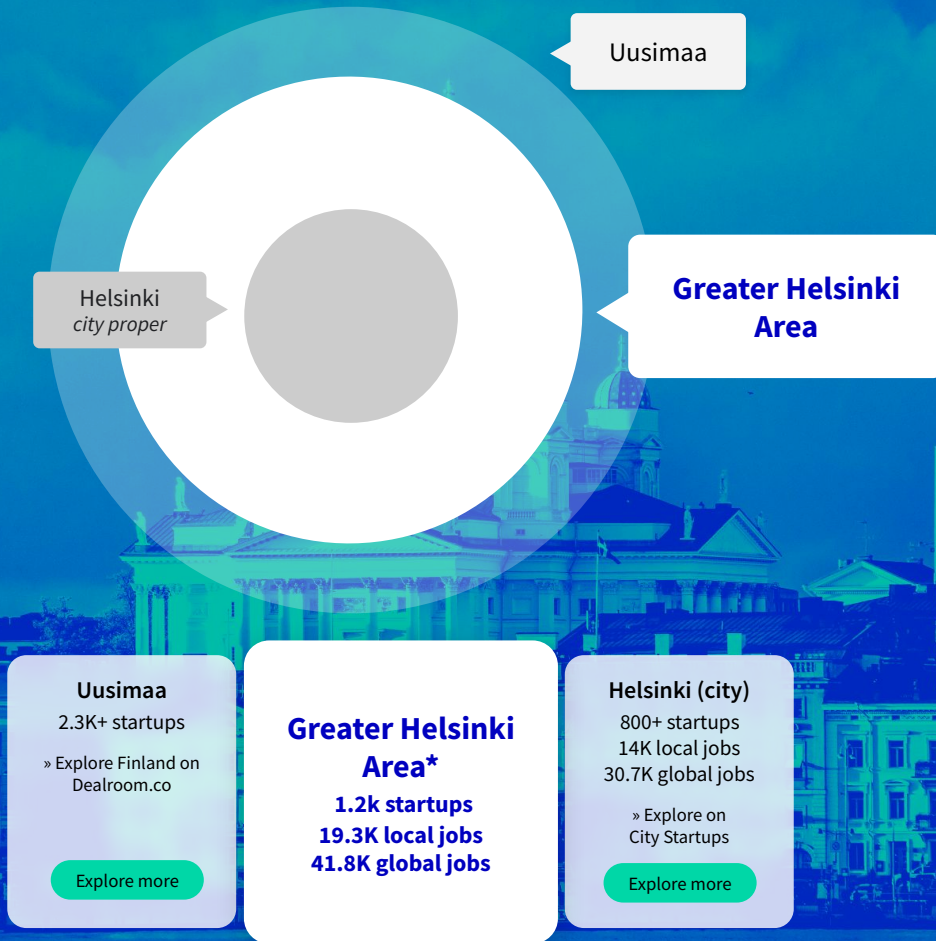 Uusimaa
Greater Helsinki
Area
Helsinki
city proper
Uusimaa
2.3K+ startups
» Explore Finland on
Dealroom.co
Explore more
Greater Helsinki
Area*
1.2k startups
19.3K local jobs
41.8K global jobs
Helsinki (city)
800+ startups
14K local jobs
30.7K global jobs
» Explore on
City Startups
Explore more